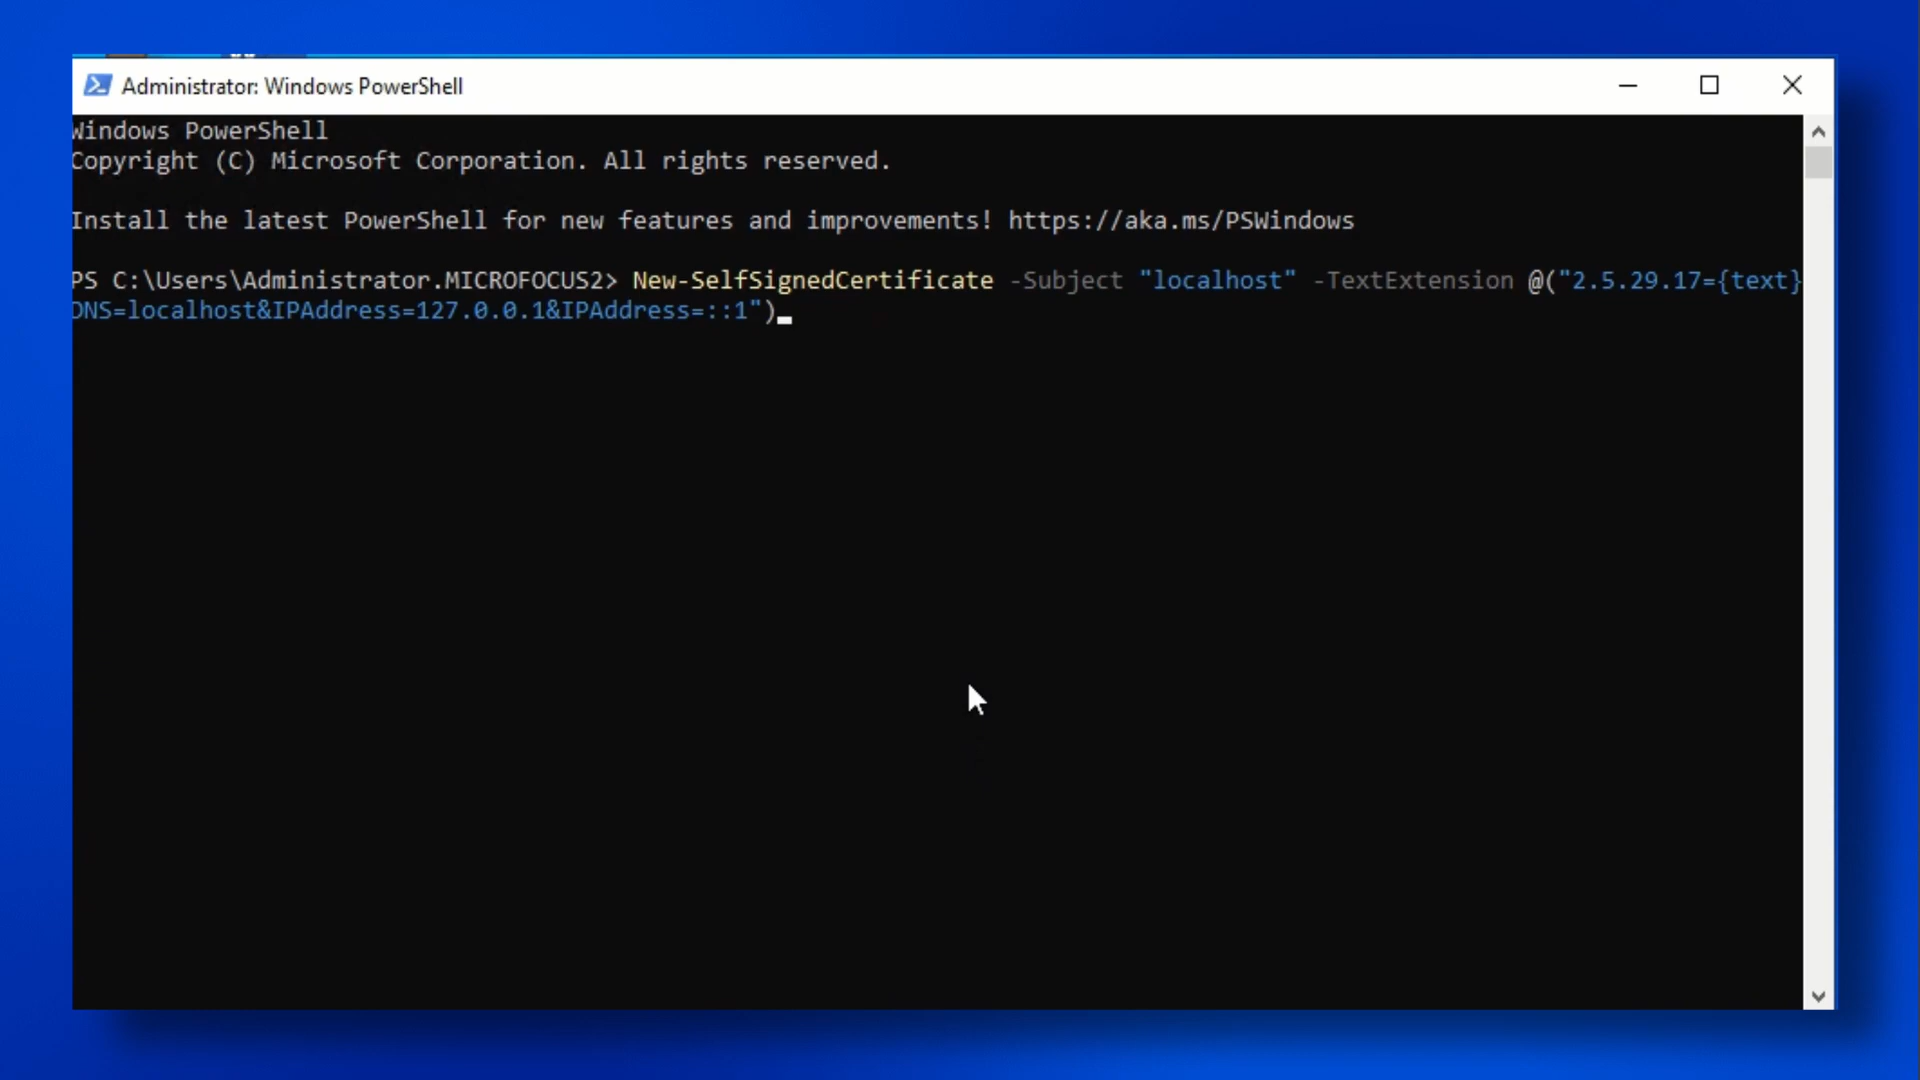 Administrator: Windows PowerShell
Windows PowerShell
Copyright (C) Microsoft Corporation. All rights reserved.
Install the latest PowerShell for new features and improvements! https://aka.ms/PSWindows
PS C:\Users\Administrator.MICROFOCUS2> New-SelfSignedCertificate -Subject "localhost" -TextExtension @("2.5.29.17={text}
DNS=localhost&IPAddress=127.0.0.1&IPAddress=::1")